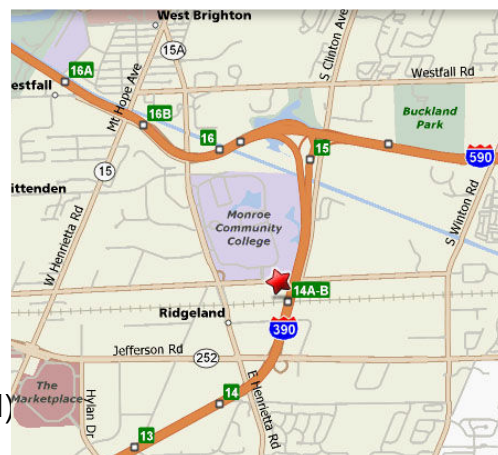 West Brighton
15A
S Clinton Ave
16A
Westfall Rd
estfall
Mt Hope Ave
16B
16
15
Buckland
Park
590
15
ittenden
W Henrietta Rd
Monroe
Community
College
S Winton Rd
14A-B
Ridgeland
390
Jefferson Rd
252
The
Marketplace
Hylan Dr
14
E Henrietta Rd
13
)